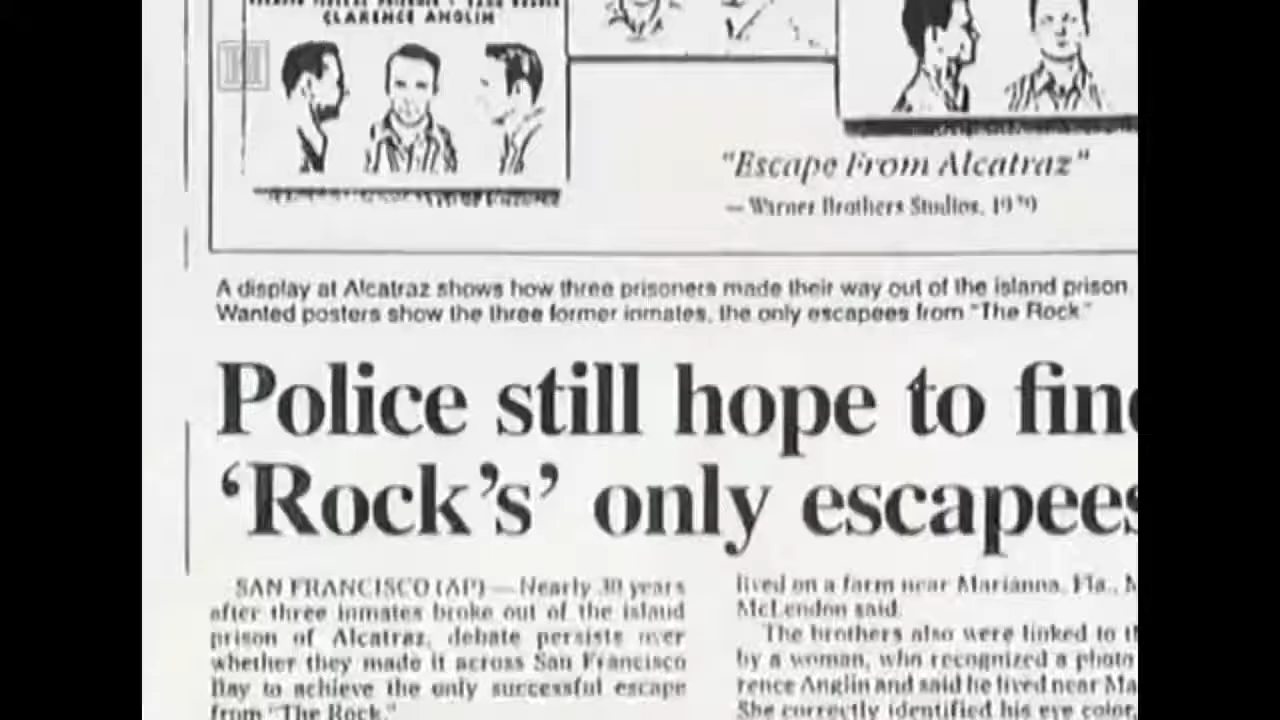 CLARENCE ANGLIN
H
"Escape From Alcatraz"
— Warner Brothers Studios, 1979
A display at Alcatraz shows how three prisoners made their way out of the island prison.
Wanted posters show the three former inmates, the only escapees from "The Rock"
Police still hope to fin
'Rock's' only escapees
SAN FRANCISCO (AP) — Nearly 30 years
after three inmates broke out of the island
prison of Alcatraz, debate persists over
whether they made it across San Francisco
Bay to achieve the only successful escape
from "The Rock."
lived on a farm near Marianna, Fla., M
McLendon said.
The brothers also were linked to th
by a woman, who recognized a photo
rence Anglin and said he lived near Ma
She correctly identified his eye color,